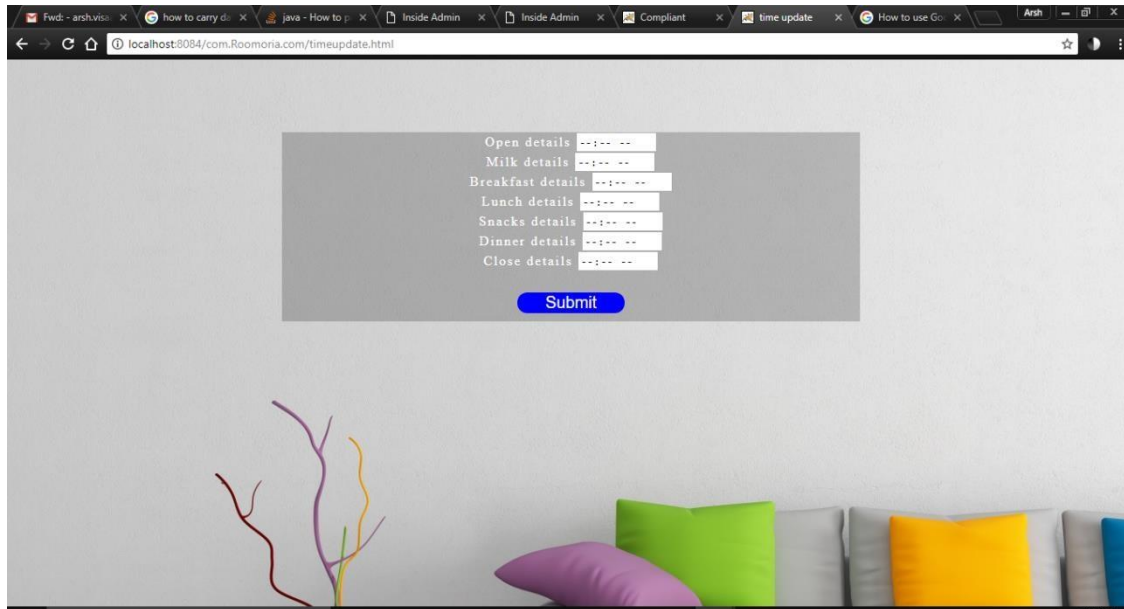 Fwd: - arsh.visa
how to carry da
java - How to p
Inside Admin
Inside Admin
Compliant
time update
How to use Go
Arsh
localhost:8084/com.Roomoria.com/timeupdate.html
Open details --:-- --
Milk details --:-- --
Breakfast details --:-- --
Lunch details --:-- --
Snacks details --:-- --
Dinner details --:-- --
Close details --:-- --
Submit